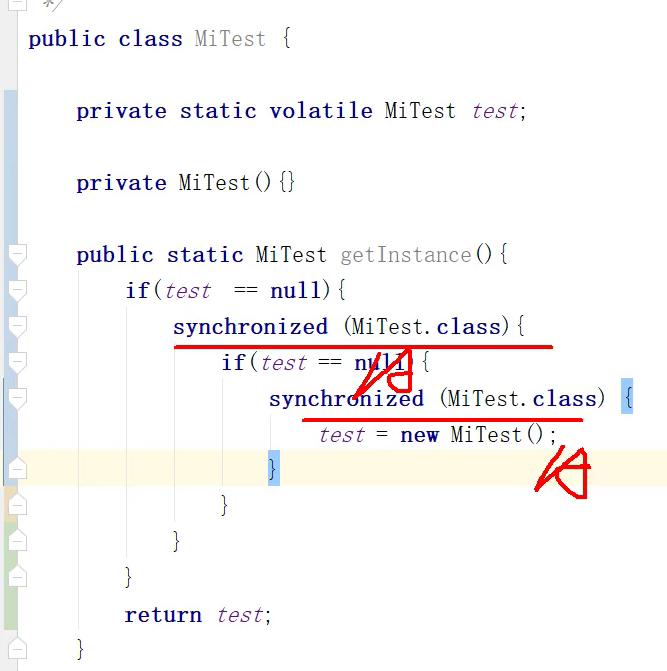 */
public class MiTest {
private static volatile MiTest test;
private MiTest(){}
public static MiTest getInstance(){
if(test == null){
synchronized (MiTest.class){
if(test == null){
synchronized (MiTest.class) {
test = new MiTest();
}
}
}
}
return test;
}